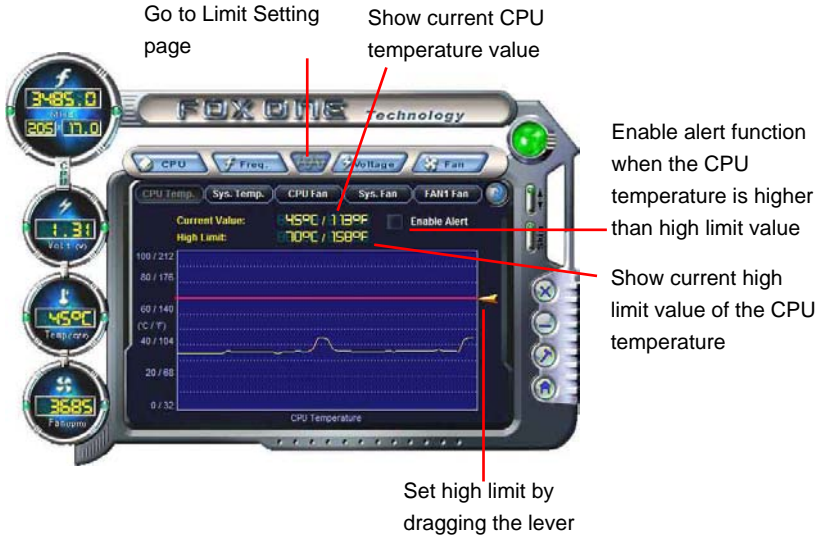 Go to Limit Setting
page
Show current CPU
temperature value
FOX ONE Technology
3485.0
205 17.0
CPU
Freq.
Voltage
Fan
CPU Temp.
Sys. Temp.
CPU Fan
Sys. Fan
FAN1 Fan
Current Value: 45ºC / 113ºF
Enable Alert
High Limit: 70ºC / 158ºF
1.31
Volt(v)
100 / 212
80 / 176
60 / 140
(℃/℉)
40 / 104
20 / 68
0 / 32
CPU Temperature
45ºC
3685
Enable alert function
when the CPU
temperature is higher
than high limit value
Show current high
limit value of the CPU
temperature
Set high limit by
dragging the lever